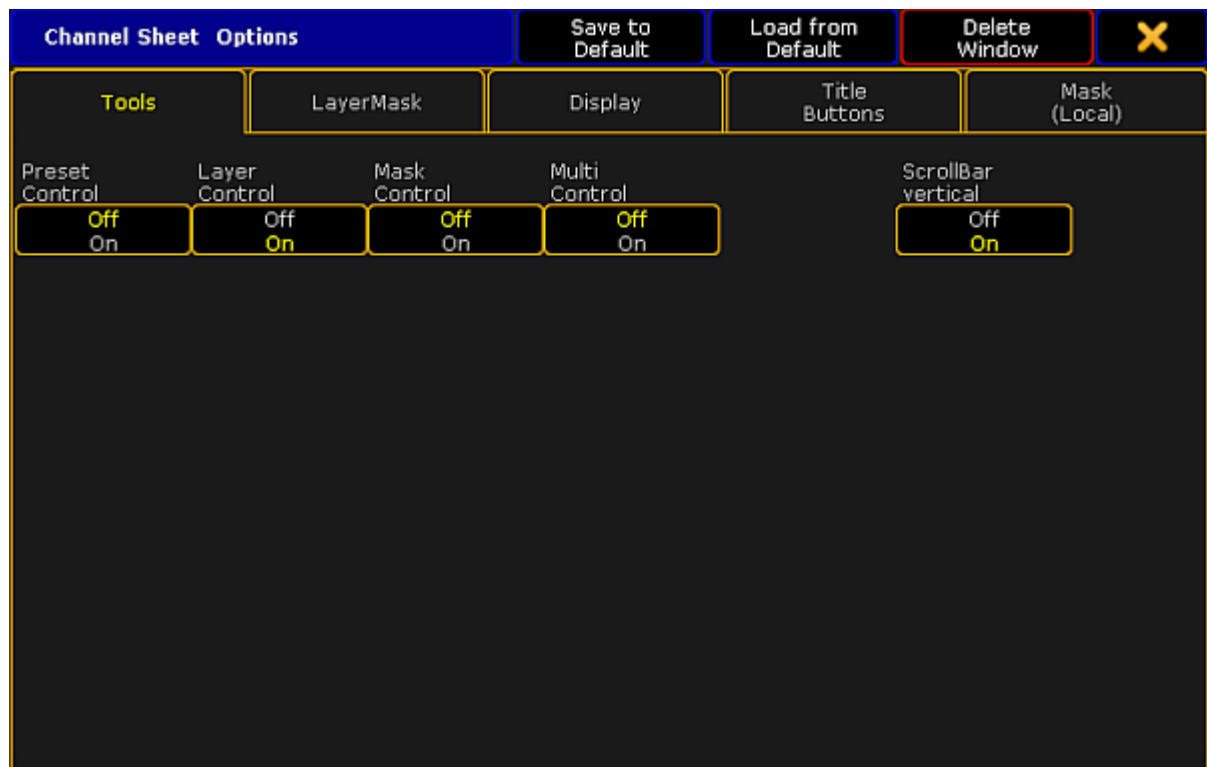 Channel Sheet Options
Save to
Default
Load from
Default
Delete
Window
Tools
LayerMask
Display
Title
Buttons
Mask
(Local)
Preset
Control
Off
On
Layer
Control
Off
On
Mask
Control
Off
On
Multi
Control
Off
On
ScrollBar
vertical
Off
On